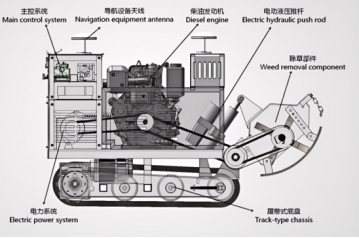 主控系统
Main control system
导航设备天线
Navigation equipment antenna
柴油发动机
Diesel engine
电动液压推杆
Electric hydraulic push rod
除草部件
Weed removal component
电力系统
Electric power system
履带式底盘
Track-type chassis